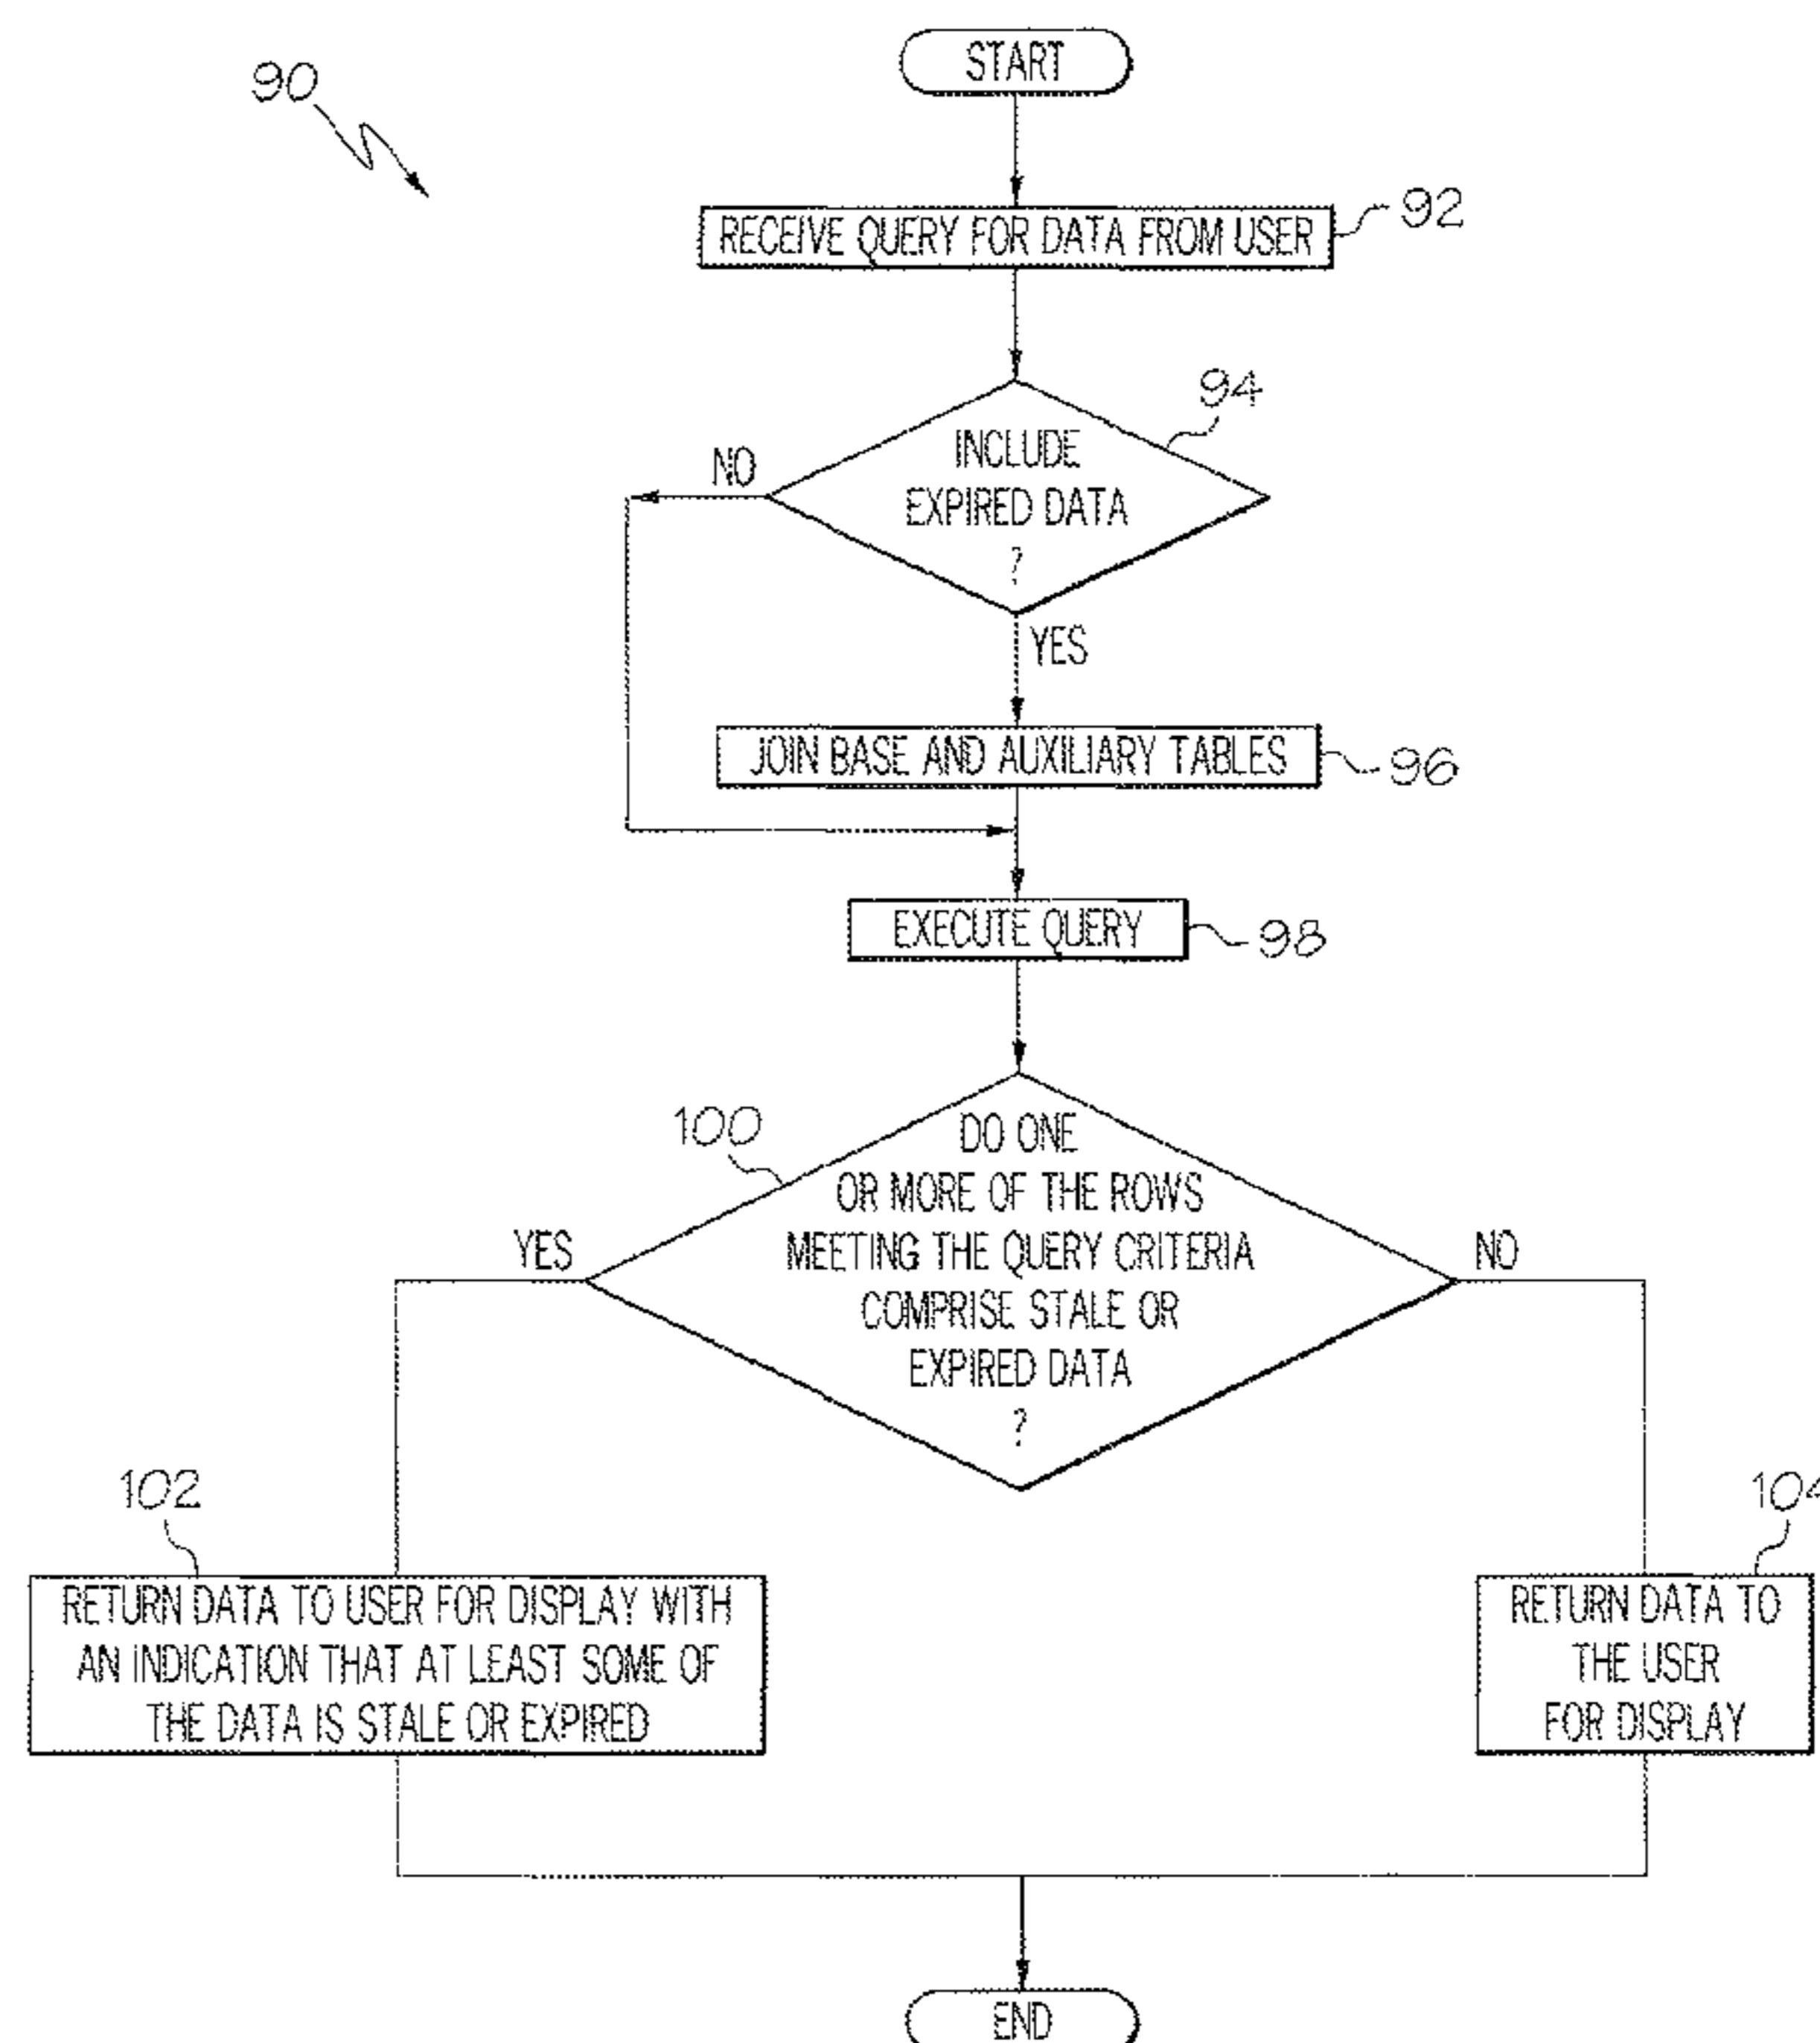 START
90
RECEIVE QUERY FOR DATA FROM USER
92
94
INCLUDE
EXPIRED DATA
?
NO
YES
JOIN BASE AND AUXILIARY TABLES
96
EXECUTE QUERY
98
100
DO ONE
OR MORE OF THE ROWS
MEETING THE QUERY CRITERIA
COMPRISE STALE OR
EXPIRED DATA
?
YES
NO
102
RETURN DATA TO USER FOR DISPLAY WITH
AN INDICATION THAT AT LEAST SOME OF
THE DATA IS STALE OR EXPIRED
104
RETURN DATA TO
THE USER
FOR DISPLAY
END